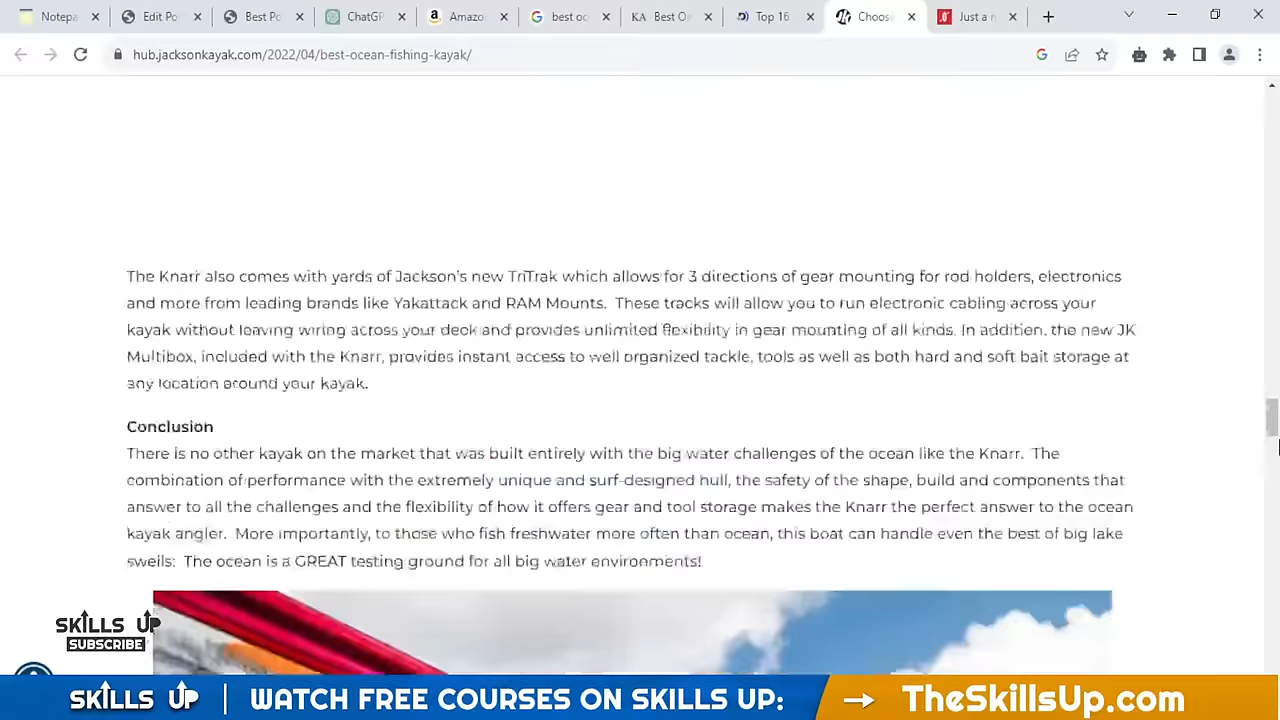 Notepa
Edit Po
Best Po
ChatGP
Amazo
best oc
KA Best O
Top 16
Choos
Just a
hub.jacksonkayak.com/2022/04/best-ocean-fishing-kayak/
The Knarr also comes with yards of Jackson's new TriTrak which allows for 3 directions of gear mounting for rod holders, electronics
and more from leading brands like Yakattack and RAM Mounts. These tracks will allow you to run electronic cabling across your
kayak without leaving wiring across your deck and provides unlimited flexibility in gear mounting of all kinds. In addition, the new JK
Multibox, included with the Knarr, provides instant access to well organized tackle, tools as well as both hard and soft bait storage at
any location around your kayak.
Conclusion
There is no other kayak on the market that was built entirely with the big water challenges of the ocean like the Knarr. The
combination of performance with the extremely unique and surf-designed hull, the safety of the shape, build and components that
answer to all the challenges and the flexibility of how it offers gear and tool storage makes the Knarr the perfect answer to the ocean
kayak angler. More importantly, to those who fish freshwater more often than ocean, this boat can handle even the best of big lake
swells: The ocean is a GREAT testing ground for all big water environments!
SKILLS UP
SUBSCRIBE
SKILLS UP WATCH FREE COURSES ON SKILLS UP: TheSkillsUp.com